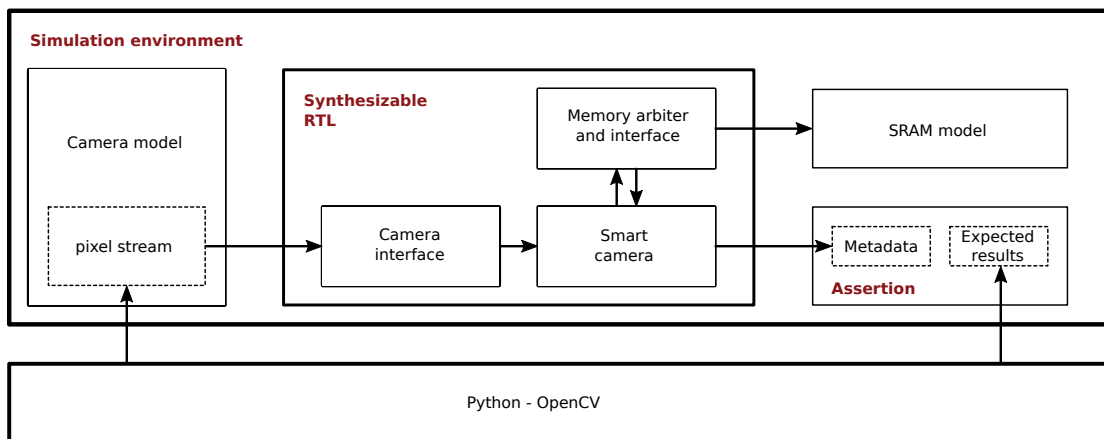 Simulation environment
Camera model
pixel stream
Synthesizable
RTL
Memory arbiter
and interface
Camera
interface
Smart
camera
SRAM model
Metadata
Expected
results
Assertion
Python - OpenCV